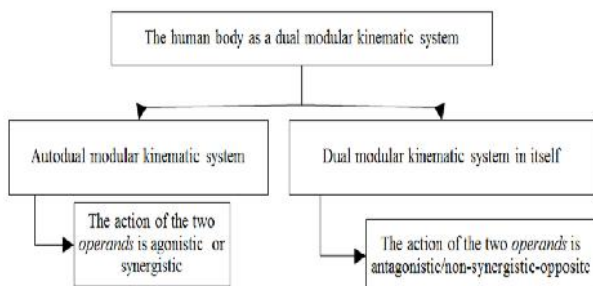 The human body as a dual modular kinematic system
Autodual modular kinematic system
Dual modular kinematic system in itself
The action of the two
operands is agonistic or
synergistic
The action of the two operands is
antagonistic/non-synergistic-opposite